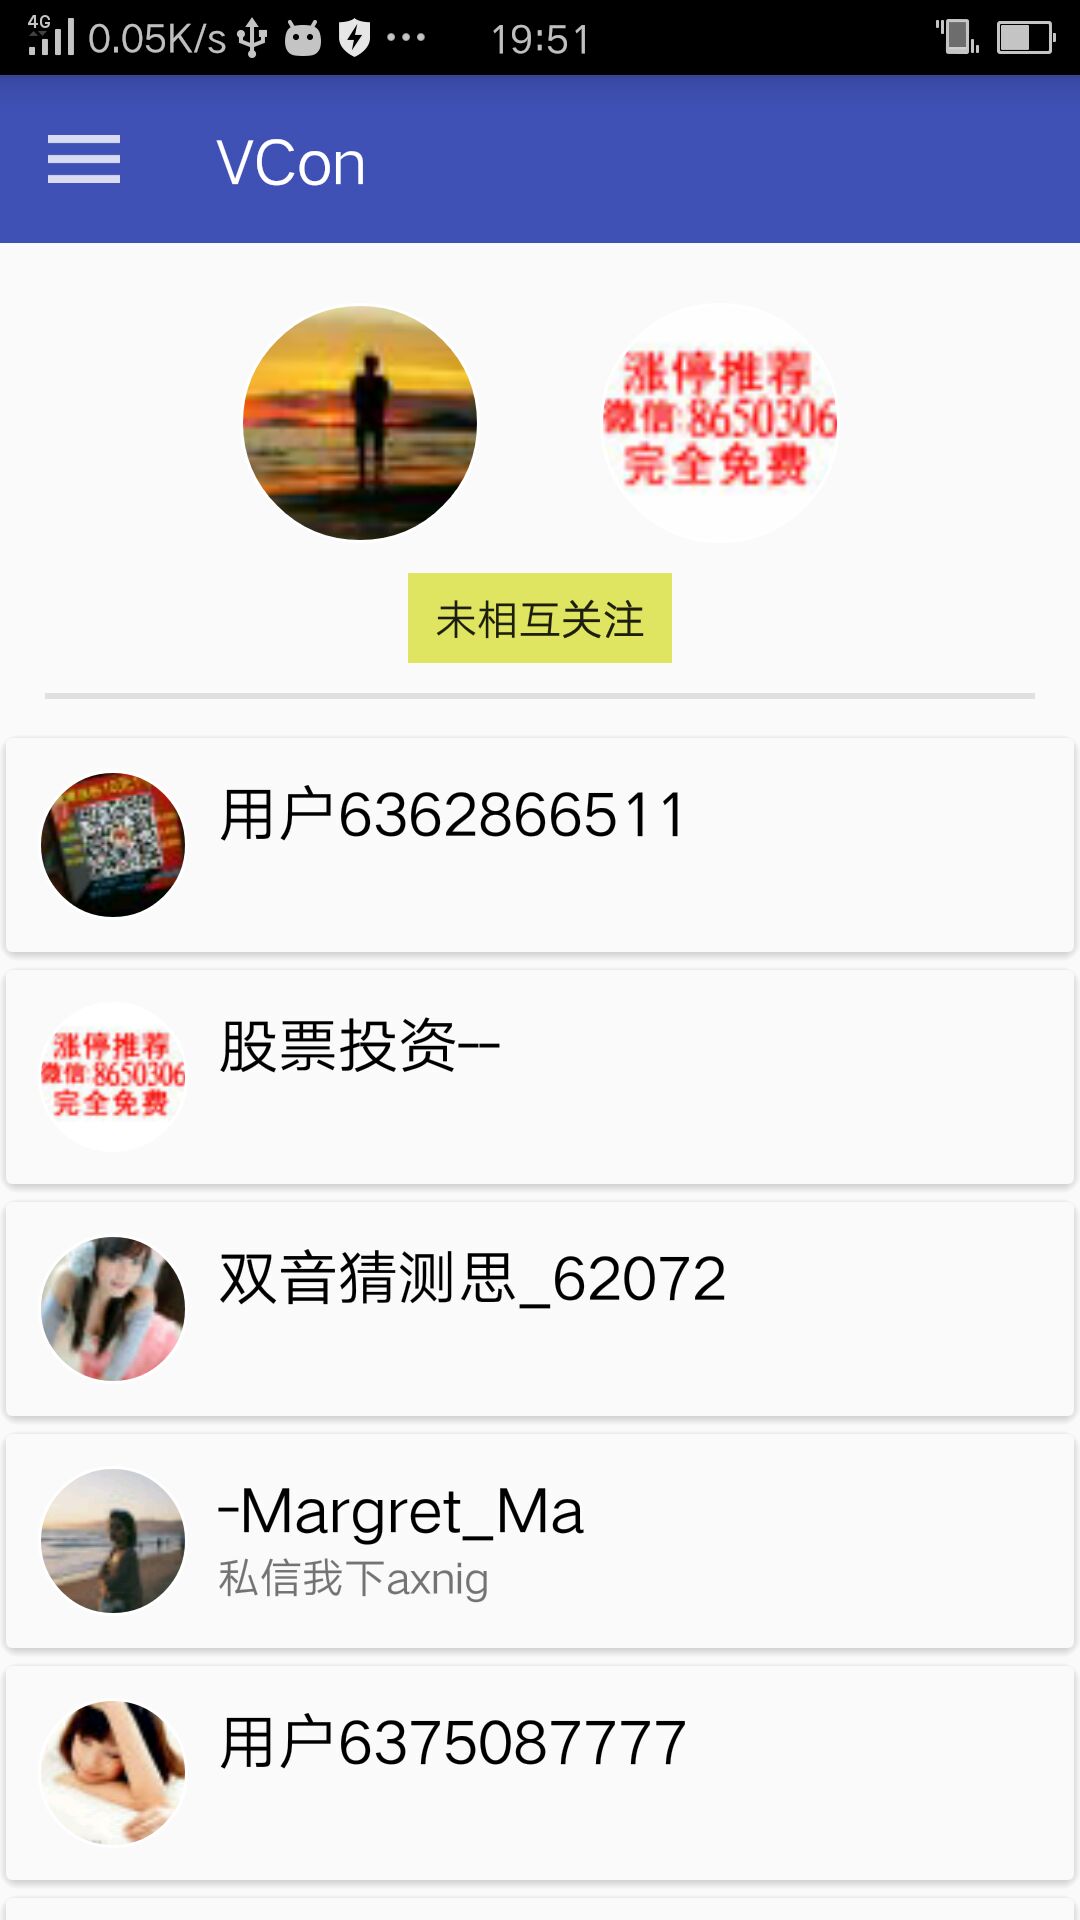 4G 0.05K/s 19:51
VCon
涨停推荐
微信:8650306
完全免费
未相互关注
用户6362866511
涨停推荐
微信:8650306
完全免费
股票投资--
双音猜测思_62072
-Margret_Ma
私信我下axnig
用户6375087777